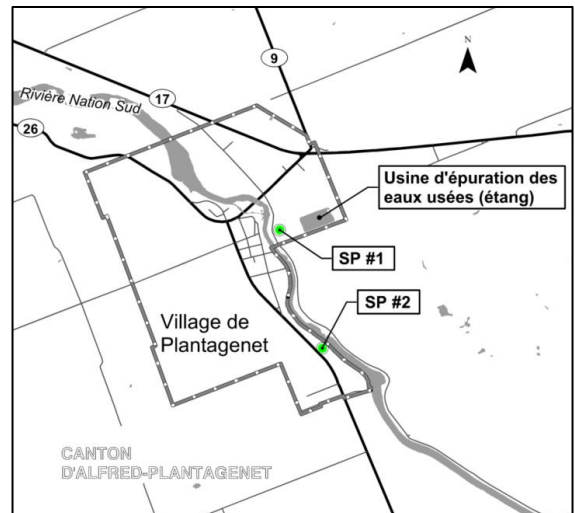 N
9
Rivière Nation Sud
17
26
Usine d'épuration des
eaux usées (étang)
SP #1
SP #2
Village de
Plantagenet
CANTON
D'ALFRED-PLANTAGENET